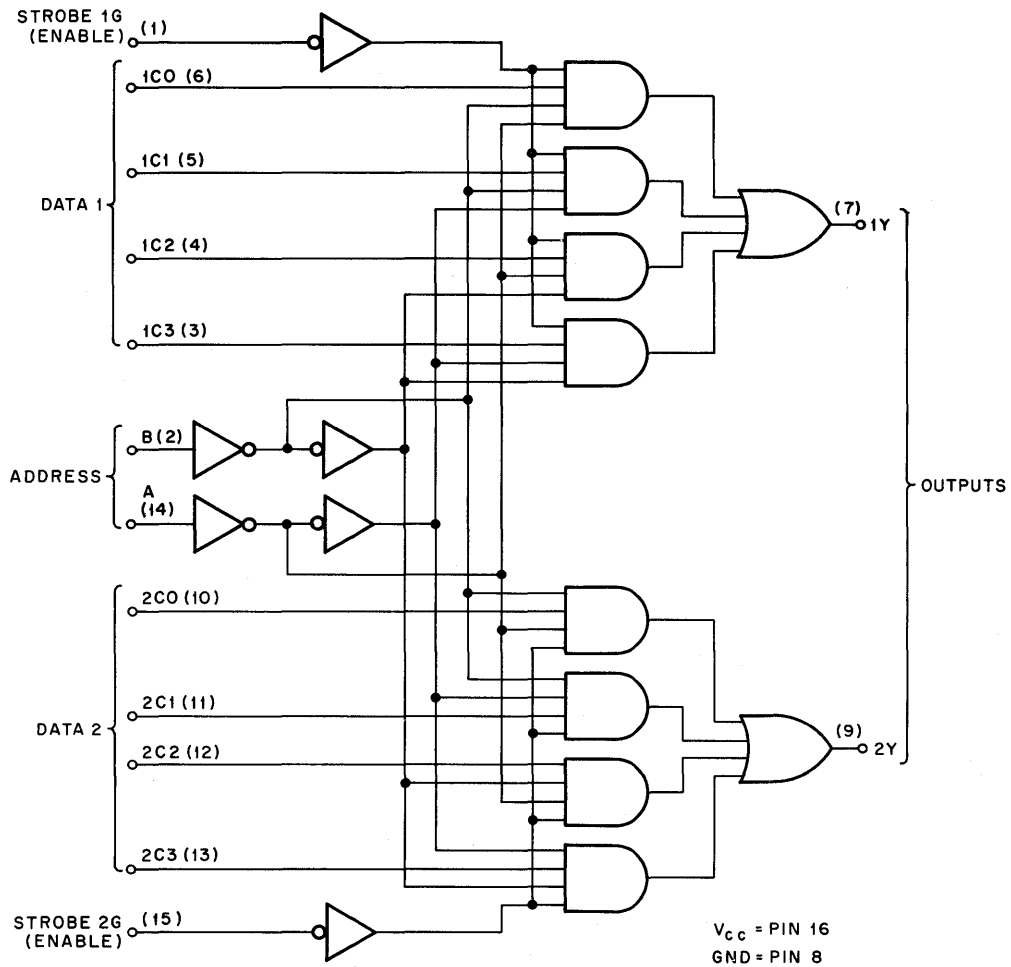 STROBE 1G (1)
(ENABLE)
1C0 (6)
1C1 (5)
DATA 1
(7)
1Y
1C2 (4)
1C3 (3)
B (2)
ADDRESS
OUTPUTS
A
(14)
2C0 (10)
2C1 (11)
DATA 2
(9)
2Y
2C2 (12)
2C3 (13)
STROBE 2G (15)
(ENABLE)
VCC = PIN 16
GND = PIN 8